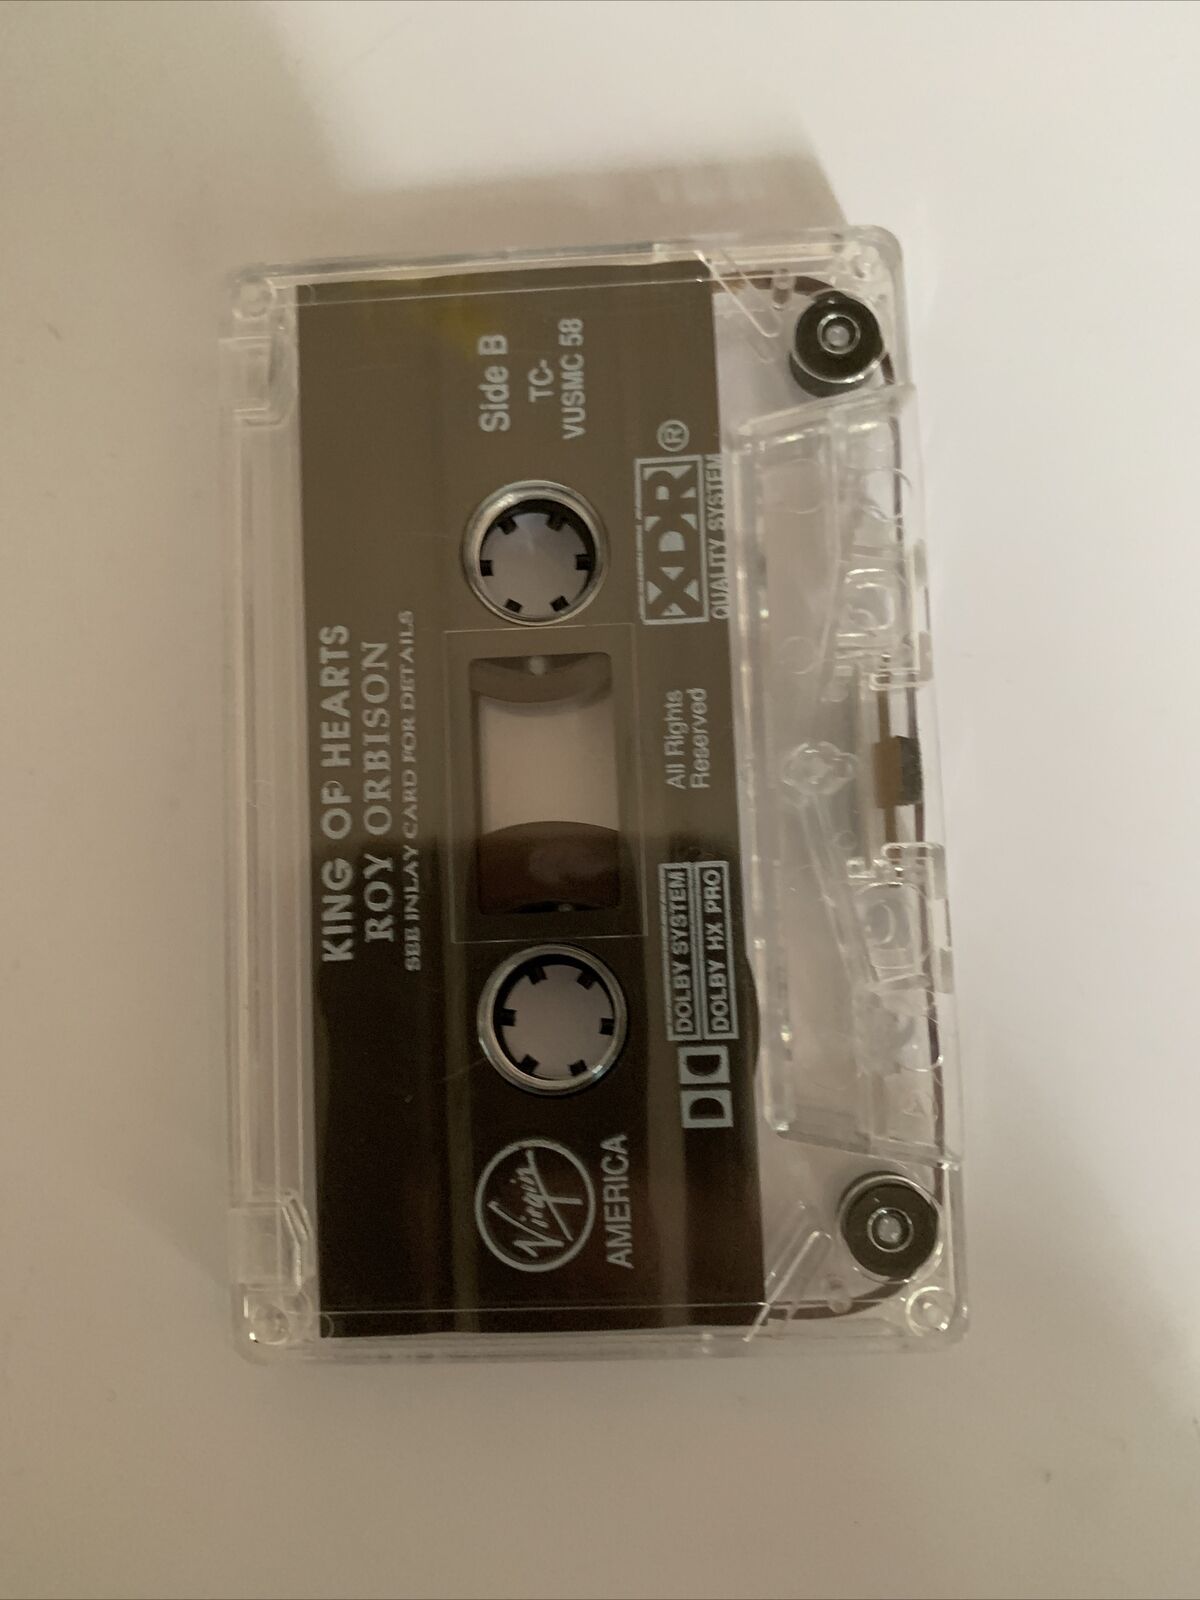 KING OF HEARTS
ROY ORBISON
SEE INLAY CARD FOR DETAILS
Virgin
AMERICA
Side B
TC-
VUSMC 58
DOLBY SYSTEM
DOLBY HX PRO
All Rights
Reserved
XDR®
QUALITY SYSTEM